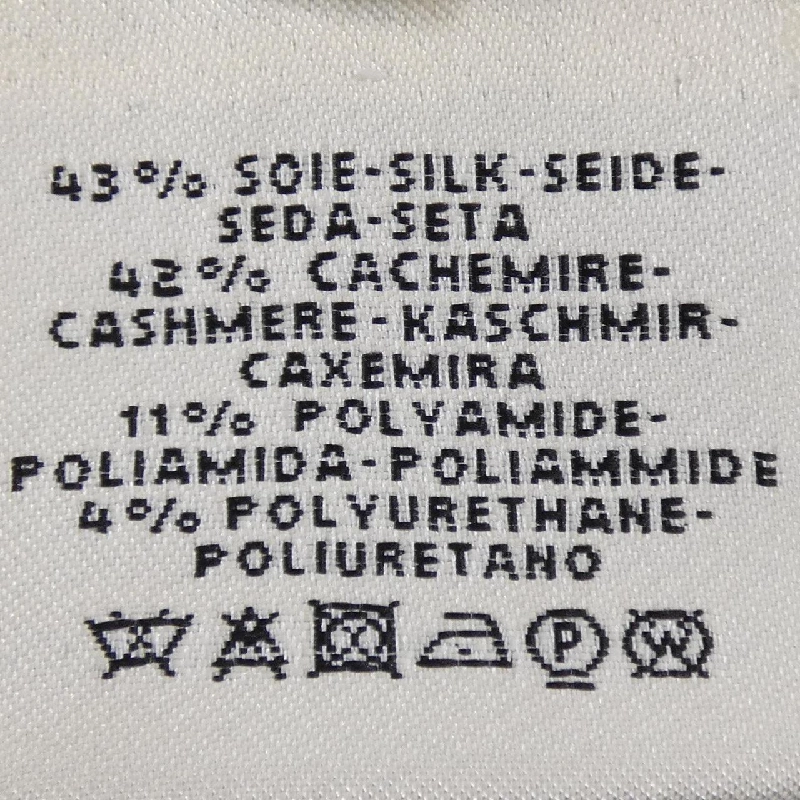 43% SOIE-SILK-SEIDE-
SEDA-SETA
42% CACHEMIRE-
CASHMERE-KASCHMIR-
CAXEMIRA
11% POLYAMIDE-
POLIAMIDA-POLIAMMIDE
4% POLYURETHANE-
POLIURETANO
P W